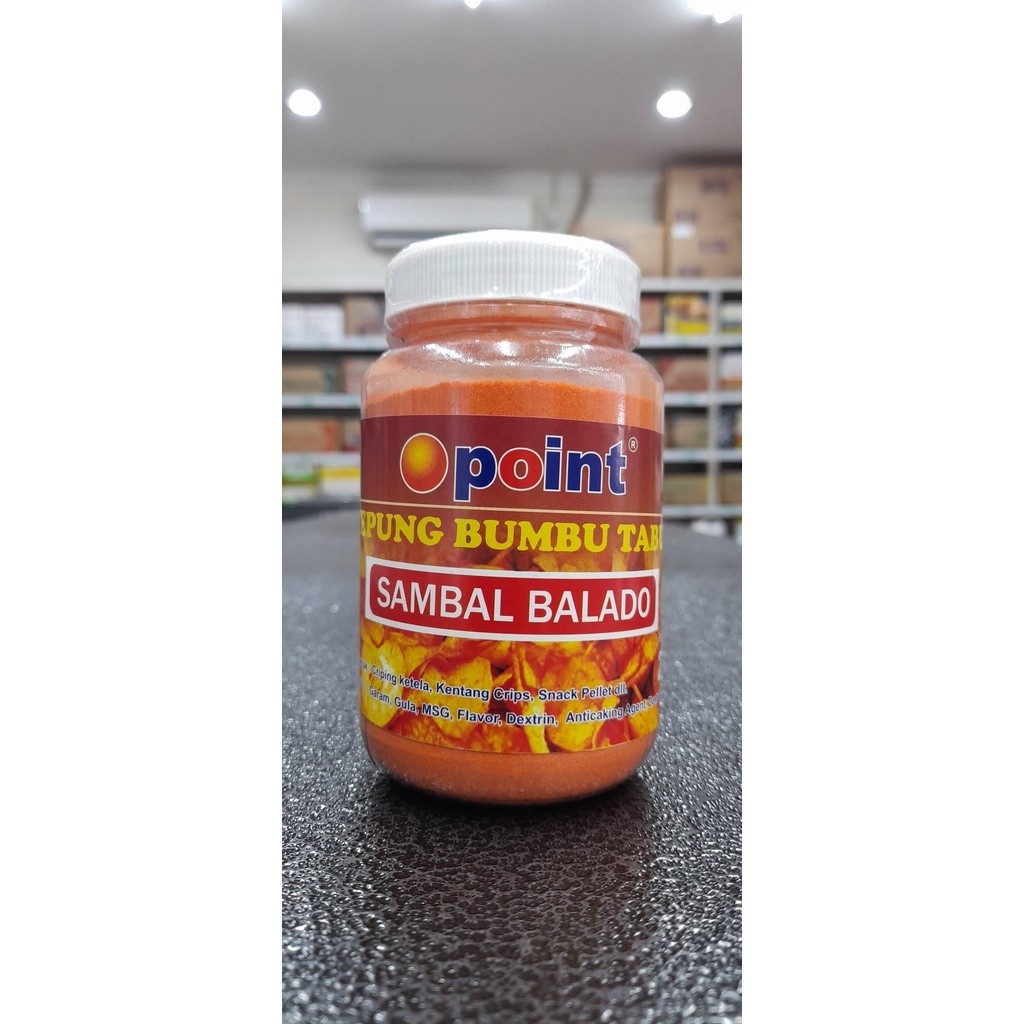 point®
EPUNG BUMBU TAB
SAMBAL BALADO
Criping ketela, Kentang Crips, Snack Pellet dll.
Garam, Gula, MSG, Flavor, Dextrin, Anticaking Agent,